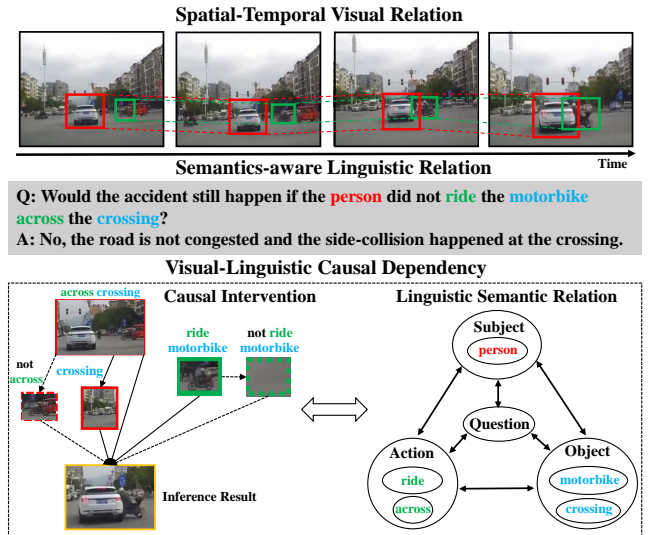 Spatial-Temporal Visual Relation
Time
Semantics-aware Linguistic Relation
Q: Would the accident still happen if the person did not ride the motorbike
across the crossing?
A: No, the road is not congested and the side-collision happened at the crossing.
Visual-Linguistic Causal Dependency
across crossing
Causal Intervention
Linguistic Semantic Relation
Subject
person
ride
motorbike
not ride
motorbike
not
across
crossing
Question
Action
ride
across
Object
motorbike
crossing
Inference Result